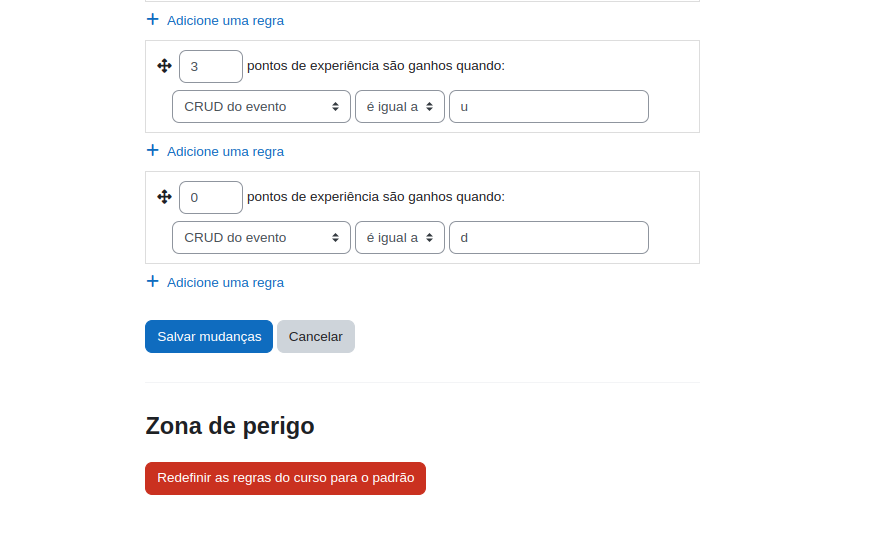 Adicione uma regra
3 pontos de experiência são ganhos quando:
CRUD do evento é igual a u
Adicione uma regra
0 pontos de experiência são ganhos quando:
CRUD do evento é igual a d
Adicione uma regra
Salvar mudanças Cancelar
Zona de perigo
Redefinir as regras do curso para o padrão